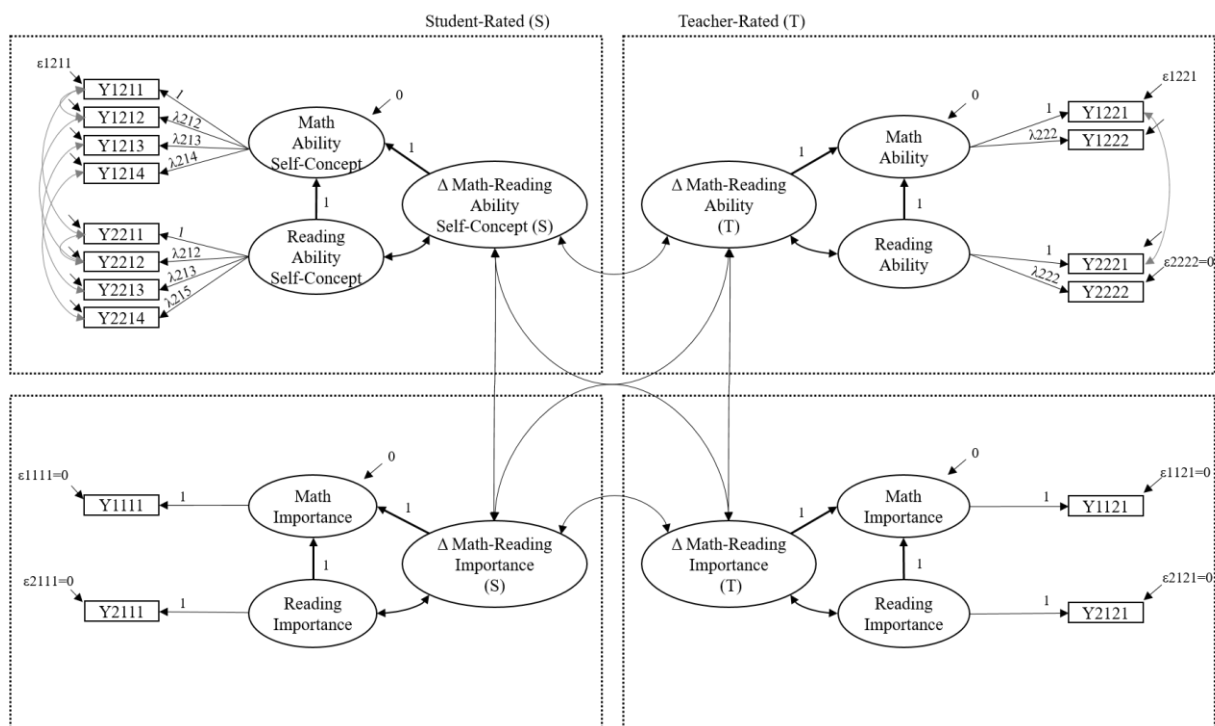 Student-Rated (S)
Teacher-Rated (T)
ε1211
Y1211
Y1212
Y1213
Y1214
1
λ212
λ213
λ214
0
Math
Ability
Self-Concept
1
1
Δ Math-Reading
Ability
Self-Concept (S)
Reading
Ability
Self-Concept
Y2211
Y2212
Y2213
Y2214
1
λ212
λ213
λ215
Δ Math-Reading
Ability
(T)
1
0
Math
Ability
1
Reading
Ability
1
λ222
ε1221
Y1221
Y1222
1
λ222
Y2221
ε2222=0
Y2222
ε1111=0
Y1111
1
0
Math
Importance
1
1
Δ Math-Reading
Importance
(S)
ε2111=0
Y2111
1
Reading
Importance
Δ Math-Reading
Importance
(T)
1
0
Math
Importance
1
Reading
Importance
1
ε1121=0
Y1121
1
ε2121=0
Y2121